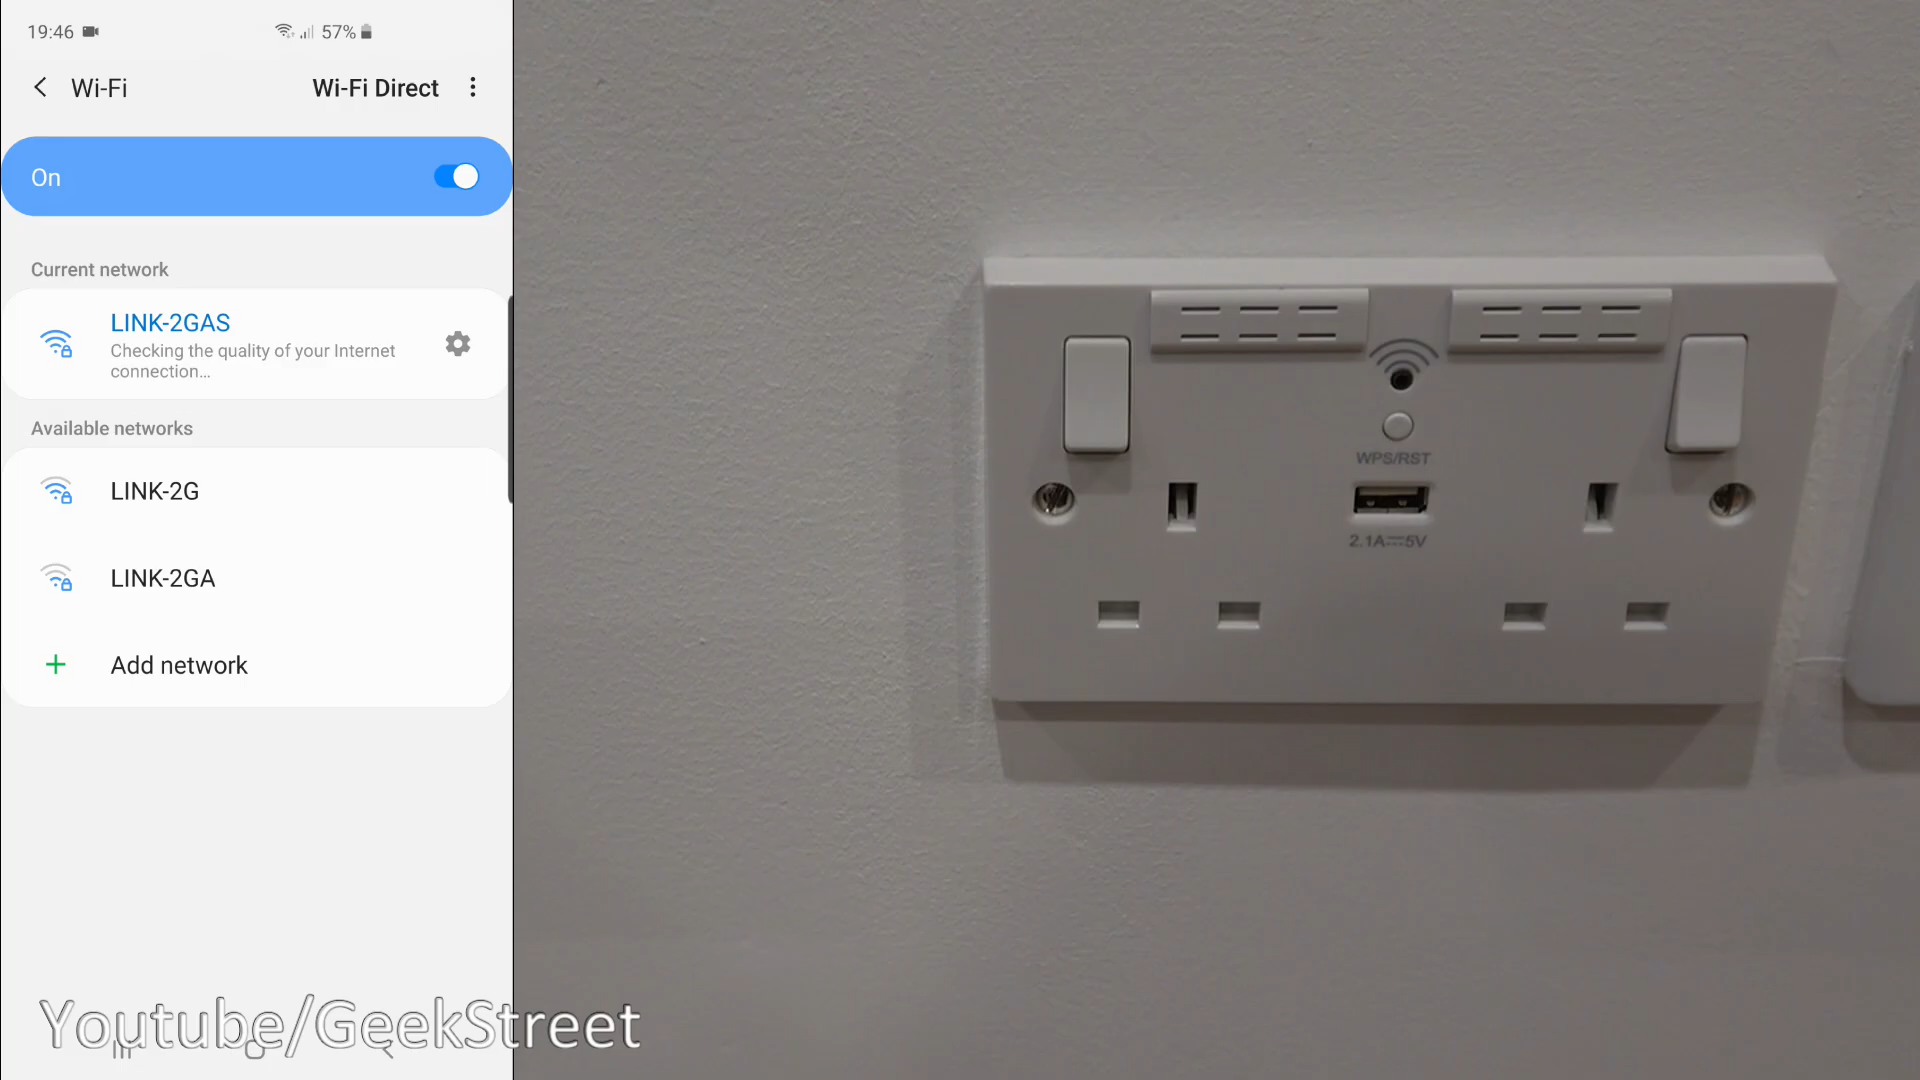 19:46 57%
Wi-Fi Wi-Fi Direct
On
Current network
LINK-2GAS
Checking the quality of your Internet
connection...
Available networks
LINK-2G
LINK-2GA
Add network
WPS/RST
2.1A⎓5V
Youtube/GeekStreet